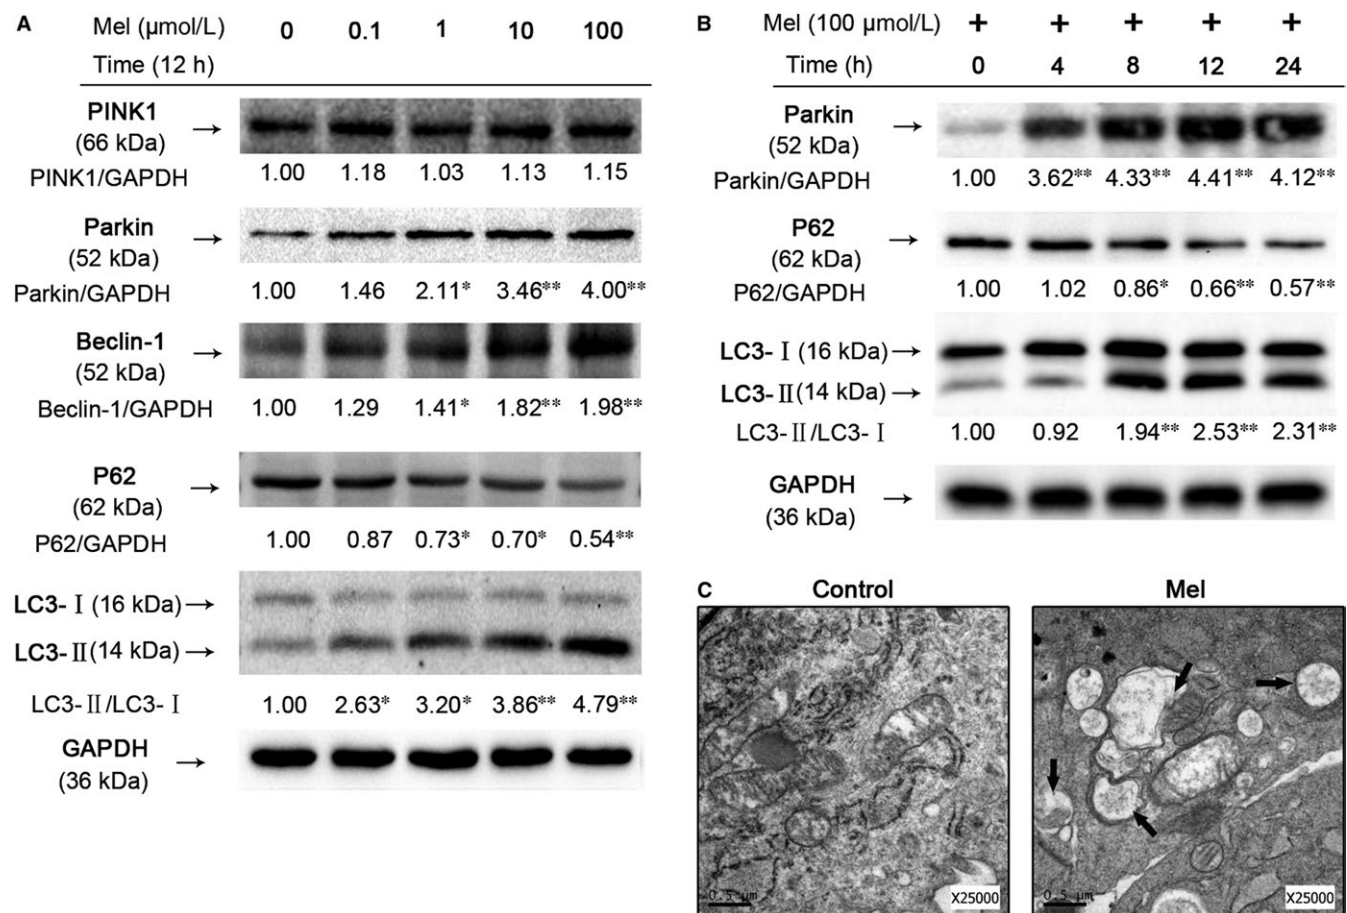 A
Mel (μmol/L) 0 0.1 1 10 100
Time (12 h)
PINK1
(66 kDa) →
PINK1/GAPDH 1.00 1.18 1.03 1.13 1.15
Parkin
(52 kDa) →
Parkin/GAPDH 1.00 1.46 2.11* 3.46** 4.00**
Beclin-1
(52 kDa) →
Beclin-1/GAPDH 1.00 1.29 1.41* 1.82** 1.98**
P62
(62 kDa) →
P62/GAPDH 1.00 0.87 0.73* 0.70* 0.54**
LC3-Ⅰ (16 kDa) →
LC3-Ⅱ (14 kDa) →
LC3-Ⅱ/LC3-Ⅰ 1.00 2.63* 3.20* 3.86** 4.79**
GAPDH
(36 kDa) →
B
Mel (100 μmol/L) + + + + +
Time (h) 0 4 8 12 24
Parkin
(52 kDa) →
Parkin/GAPDH 1.00 3.62** 4.33** 4.41** 4.12**
P62
(62 kDa) →
P62/GAPDH 1.00 1.02 0.86* 0.66** 0.57**
LC3-Ⅰ (16 kDa) →
LC3-Ⅱ (14 kDa) →
LC3-Ⅱ/LC3-Ⅰ 1.00 0.92 1.94** 2.53** 2.31**
GAPDH
(36 kDa) →
C
Control Mel
0.5 μm X25000 0.5 μm X25000